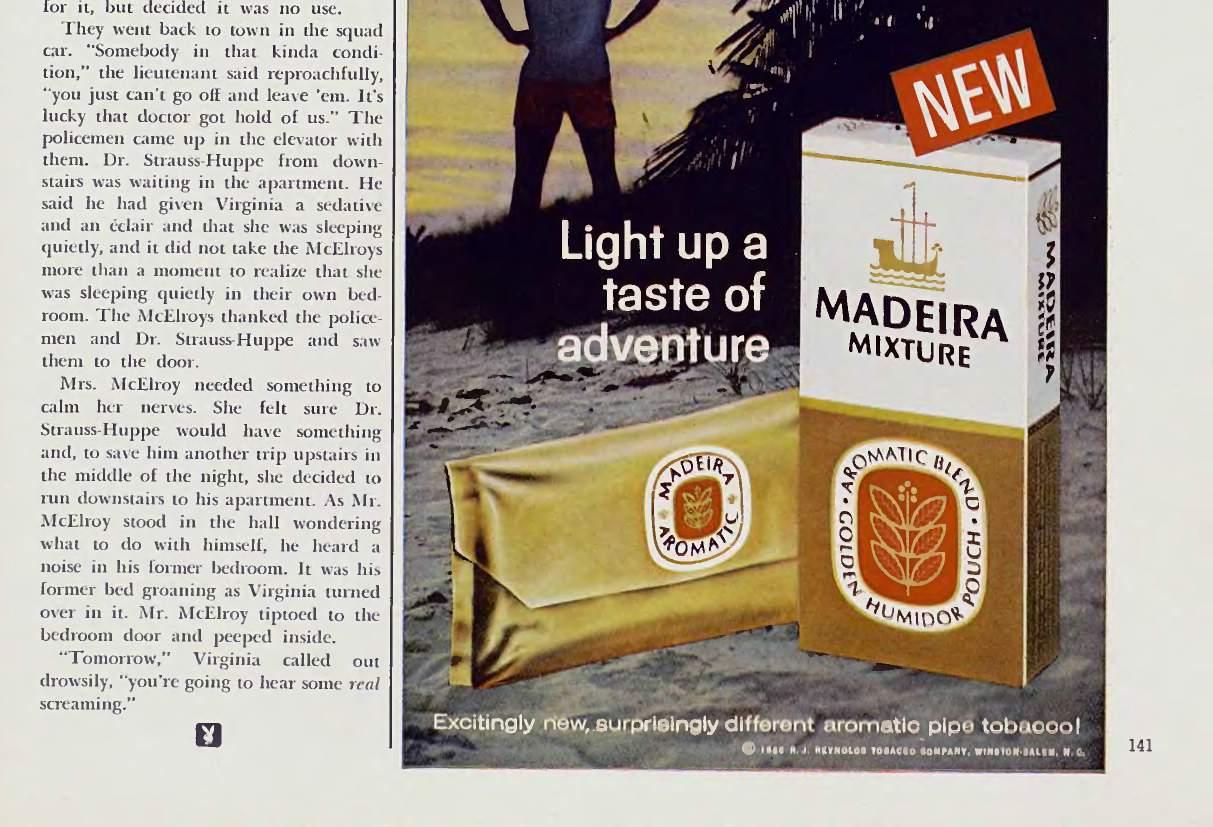 for it, but decided it was no use.
They went back to town in the squad
car. "Somebody in that kinda condi-
tion," the lieutenant said reproachfully,
"you just can't go off and leave 'em. It's
lucky that doctor got hold of us." The
policemen came up in the elevator with
them. Dr. Strauss-Huppe from down-
stairs was waiting in the apartment. He
said he had given Virginia a sedative
and an éclair and that she was sleeping
quietly, and it did not take the McElroys
more than a moment to realize that she
was sleeping quietly in their own bed-
room. The McElroys thanked the police-
men and Dr. Strauss-Huppe and saw
them to the door.
Mrs. McElroy needed something to
calm her nerves. She felt sure Dr.
Strauss-Huppe would have something
and, to save him another trip upstairs in
the middle of the night, she decided to
run downstairs to his apartment. As Mr.
McElroy stood in the hall wondering
what to do with himself, he heard a
noise in his former bedroom. It was his
former bed groaning as Virginia turned
over in it. Mr. McElroy tiptoed to the
bedroom door and peeped inside.
"Tomorrow," Virginia called out
drowsily, "you're going to hear some real
screaming."
NEW
Light up a
taste of
adventure
MADEIRA
MIXTURE
MADEIRA
MIXTURE
MADEIRA
AROMATIC
AROMATIC BLEND •
GOLDEN HUMIDOR POUCH •
Excitingly new, surprisingly different aromatic pipe tobacco!
© 1966 R. J. REYNOLDS TOBACCO COMPANY, WINSTON-SALEM, N. C.
141